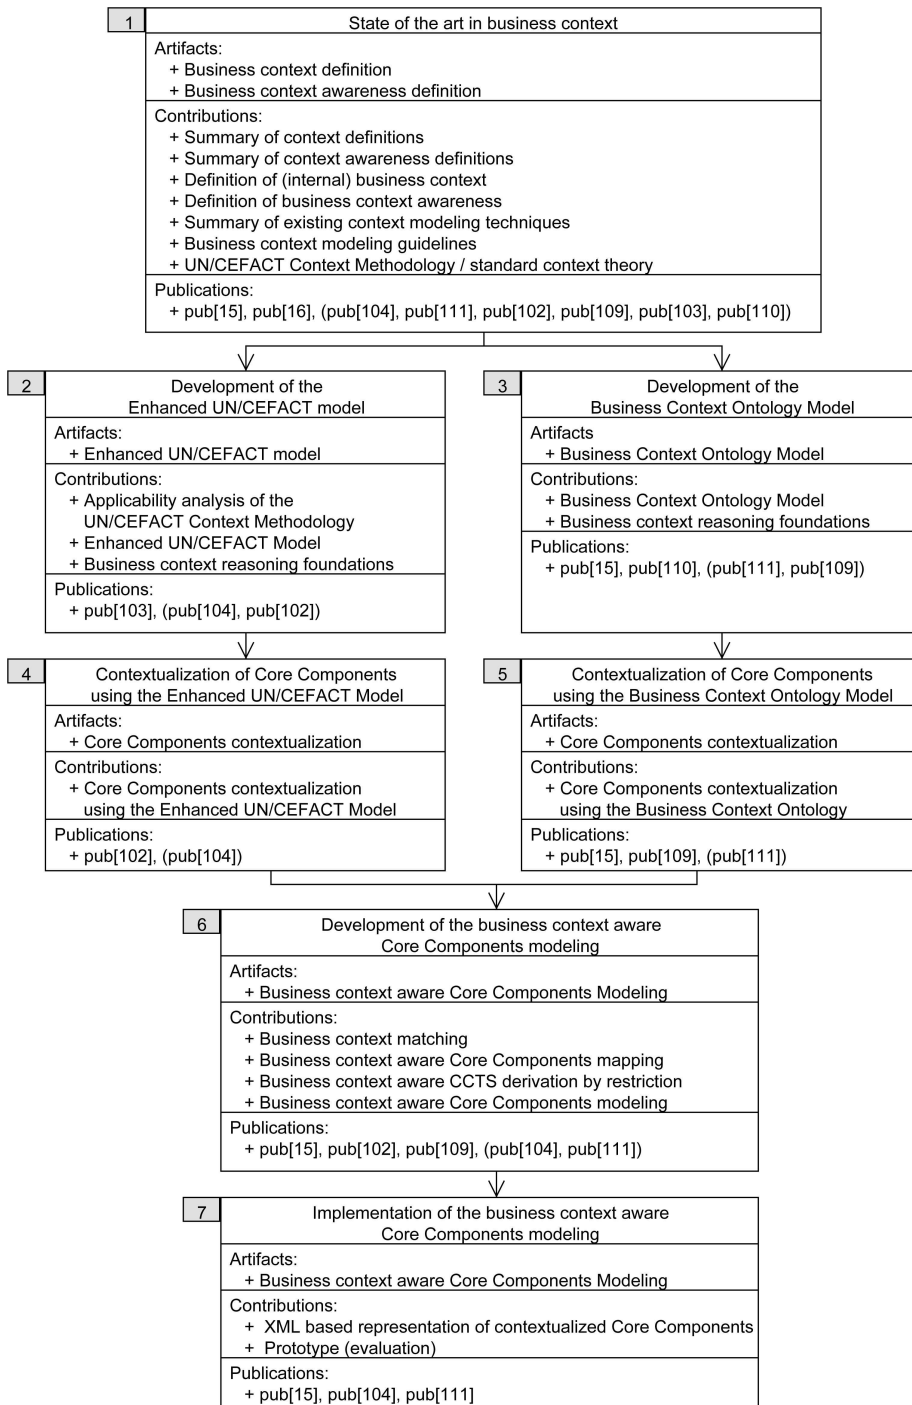 1
State of the art in business context
Artifacts:
+ Business context definition
+ Business context awareness definition
Contributions:
+ Summary of context definitions
+ Summary of context awareness definitions
+ Definition of (internal) business context
+ Definition of business context awareness
+ Summary of existing context modeling techniques
+ Business context modeling guidelines
+ UN/CEFACT Context Methodology / standard context theory
Publications:
+ pub[15], pub[16], (pub[104], pub[111], pub[102], pub[109], pub[103], pub[110])
2
Development of the
Enhanced UN/CEFACT model
Artifacts:
+ Enhanced UN/CEFACT model
Contributions:
+ Applicability analysis of the
UN/CEFACT Context Methodology
+ Enhanced UN/CEFACT Model
+ Business context reasoning foundations
Publications:
+ pub[103], (pub[104], pub[102])
3
Development of the
Business Context Ontology Model
Artifacts
+ Business Context Ontology Model
Contributions:
+ Business Context Ontology Model
+ Business context reasoning foundations
Publications:
+ pub[15], pub[110], (pub[111], pub[109])
4
Contextualization of Core Components
using the Enhanced UN/CEFACT Model
Artifacts:
+ Core Components contextualization
Contributions:
+ Core Components contextualization
using the Enhanced UN/CEFACT Model
Publications:
+ pub[102], (pub[104])
5
Contextualization of Core Components
using the Business Context Ontology Model
Artifacts:
+ Core Components contextualization
Contributions:
+ Core Components contextualization
using the Business Context Ontology
Publications:
+ pub[15], pub[109], (pub[111])
6
Development of the business context aware
Core Components modeling
Artifacts:
+ Business context aware Core Components Modeling
Contributions:
+ Business context matching
+ Business context aware Core Components mapping
+ Business context aware CCTS derivation by restriction
+ Business context aware Core Components modeling
Publications:
+ pub[15], pub[102], pub[109], (pub[104], pub[111])
7
Implementation of the business context aware
Core Components modeling
Artifacts:
+ Business context aware Core Components Modeling
Contributions:
+ XML based representation of contextualized Core Components
+ Prototype (evaluation)
Publications:
+ pub[15], pub[104], pub[111]